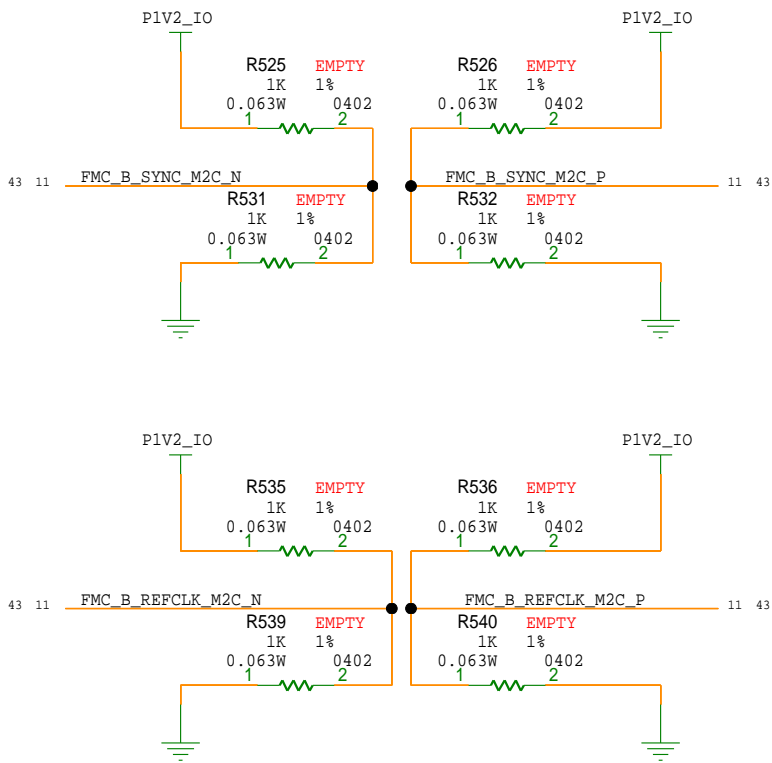 P1V2_IO P1V2_IO
R525 EMPTY R526 EMPTY
1K 1% 1K 1%
0.063W 0402 0.063W 0402
1 2 1 2
43 11 FMC_B_SYNC_M2C_N FMC_B_SYNC_M2C_P 11 43
R531 EMPTY R532 EMPTY
1K 1% 1K 1%
0.063W 0402 0.063W 0402
1 2 1 2
P1V2_IO P1V2_IO
R535 EMPTY R536 EMPTY
1K 1% 1K 1%
0.063W 0402 0.063W 0402
1 2 1 2
43 11 FMC_B_REFCLK_M2C_N FMC_B_REFCLK_M2C_P 11 43
R539 EMPTY R540 EMPTY
1K 1% 1K 1%
0.063W 0402 0.063W 0402
1 2 1 2